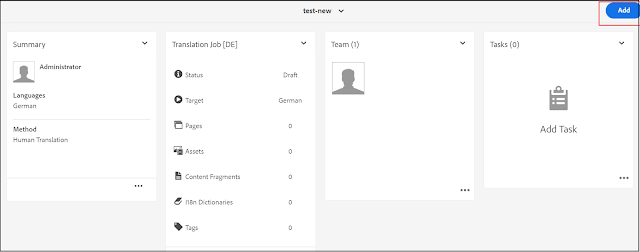 test-new
Add
Summary
Administrator
Languages
German
Method
Human Translation
Translation Job [DE]
Status Draft
Target German
Pages 0
Assets 0
Content Fragments 0
I18n Dictionaries 0
Tags 0
Team (1)
Tasks (0)
Add Task